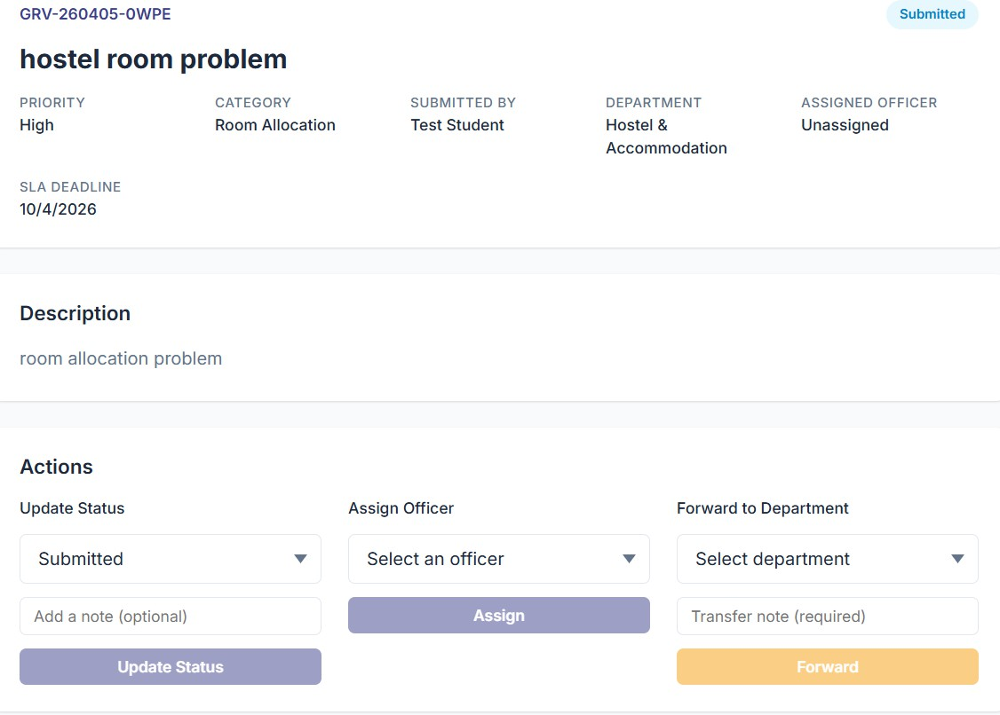 GRV-260405-0WPE
Submitted
hostel room problem
PRIORITY
High
CATEGORY
Room Allocation
SUBMITTED BY
Test Student
DEPARTMENT
Hostel &
Accommodation
ASSIGNED OFFICER
Unassigned
SLA DEADLINE
10/4/2026
Description
room allocation problem
Actions
Update Status
Submitted
Add a note (optional)
Update Status
Assign Officer
Select an officer
Assign
Forward to Department
Select department
Transfer note (required)
Forward